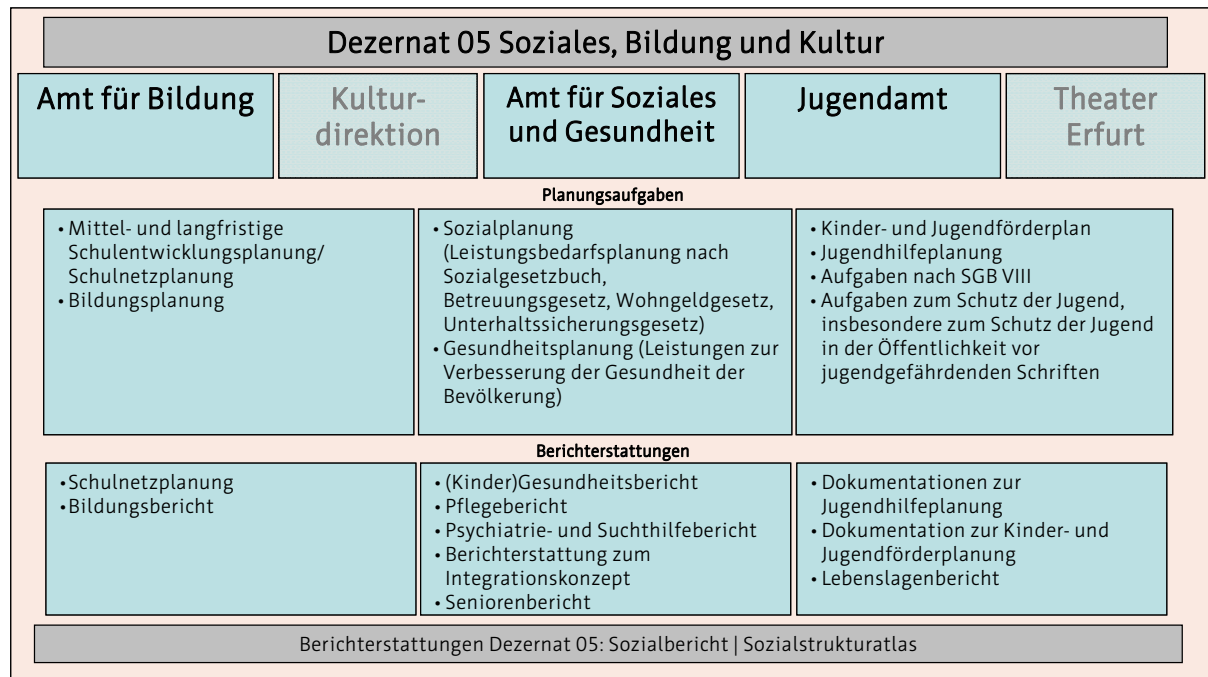 Dezernat 05 Soziales, Bildung und Kultur
Amt für Bildung
Kultur-
direktion
Amt für Soziales
und Gesundheit
Jugendamt
Theater
Erfurt
Planungsaufgaben
• Mittel- und langfristige
Schulentwicklungsplanung/
Schulnetzplanung
• Bildungsplanung
• Sozialplanung
(Leistungsbedarfsplanung nach
Sozialgesetzbuch,
Betreuungsgesetz, Wohngeldgesetz,
Unterhaltssicherungsgesetz)
• Gesundheitsplanung (Leistungen zur
Verbesserung der Gesundheit der
Bevölkerung)
• Kinder- und Jugendförderplan
• Jugendhilfeplanung
• Aufgaben nach SGB VIII
• Aufgaben zum Schutz der Jugend,
insbesondere zum Schutz der Jugend
in der Öffentlichkeit vor
jugendgefährdenden Schriften
Berichterstattungen
• Schulnetzplanung
• Bildungsbericht
• (Kinder)Gesundheitsbericht
• Pflegebericht
• Psychiatrie- und Suchthilfebericht
• Berichterstattung zum
Integrationskonzept
• Seniorenbericht
• Dokumentationen zur
Jugendhilfeplanung
• Dokumentation zur Kinder- und
Jugendförderplanung
• Lebenslagenbericht
Berichterstattungen Dezernat 05: Sozialbericht | Sozialstrukturatlas